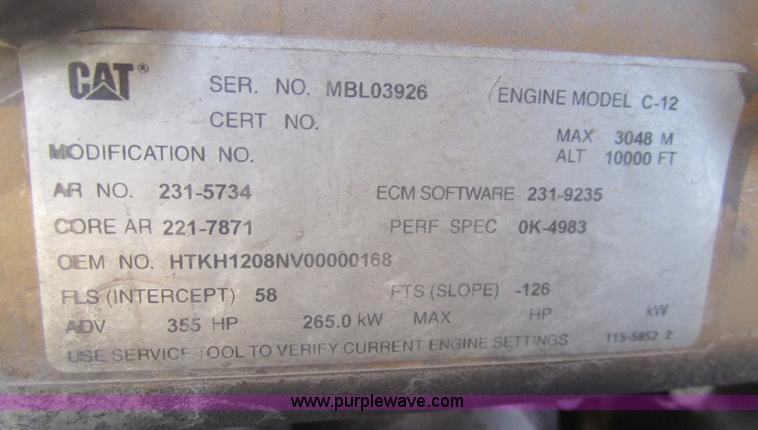 CAT® SER. NO. MBL03926 ENGINE MODEL C-12
CERT NO. MAX 3048 M
MODIFICATION NO. ALT 10000 FT
AR NO. 231-5734 ECM SOFTWARE 231-9235
CORE AR 221-7871 PERF SPEC 0K-4983
OEM NO. HTKH1208NV00000168
FLS (INTERCEPT) 58 FTS (SLOPE) -126
ADV 355 HP 265.0 kW MAX HP kW
USE SERVICE TOOL TO VERIFY CURRENT ENGINE SETTINGS 115-5852 2
www.purplewave.com